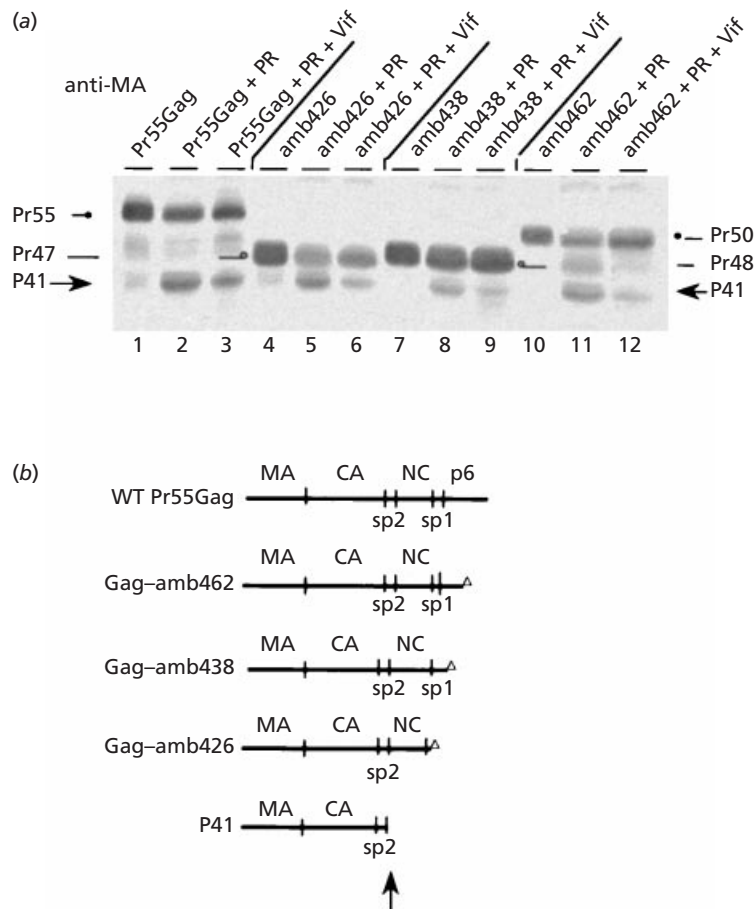 (a)
anti-MA
Pr55Gag
Pr55Gag + PR
Pr55Gag + PR + Vif
amb426
amb426 + PR
amb426 + PR + Vif
amb438
amb438 + PR
amb438 + PR + Vif
amb462
amb462 + PR
amb462 + PR + Vif
Pr55
Pr47
P41
Pr50
Pr48
P41
1 2 3 4 5 6 7 8 9 10 11 12
(b)
MA CA NC p6
WT Pr55Gag
sp2 sp1
MA CA NC
Gag–amb462
sp2 sp1
MA CA NC
Gag–amb438
sp2 sp1
MA CA NC
Gag–amb426
sp2
MA CA
P41
sp2